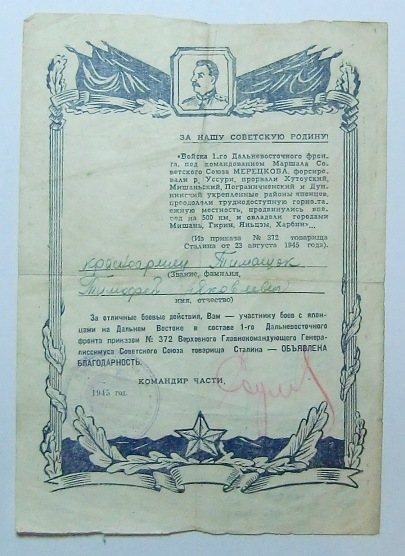 ЗА НАШУ СОВЕТСКУЮ РОДИНУ!
«Войска 1-го Дальневосточного фрон-
та, под командованием Маршала Со-
ветского Союза МЕРЕЦКОВА, форсиро-
вали р. Уссури, прорвали Хутоуский,
Мишаньский, Пограничненский и Дун-
нинский укрепленные районы японцев,
преодолели труднодоступную горно-та-
ежную местность, продвинулись впе-
ред на 500 км. и овладели городами
Мишань, Гирин, Яньцзы, Харбин».
(Из приказа № 372 товарища
Сталина от 23 августа 1945 года).
красноармеец Тимощук
(Звание, фамилия,
Тимофей Яковлевич
имя, отчество)
За отличные боевые действия, Вам — участнику боев с япон-
цами на Дальнем Востоке в составе 1-го Дальневосточного
фронта приказом № 372 Верховного Главнокомандующего Генера-
лиссимуса Советского Союза товарища Сталина — ОБЪЯВЛЕНА
БЛАГОДАРНОСТЬ.
КОМАНДИР ЧАСТИ,
1945 год.